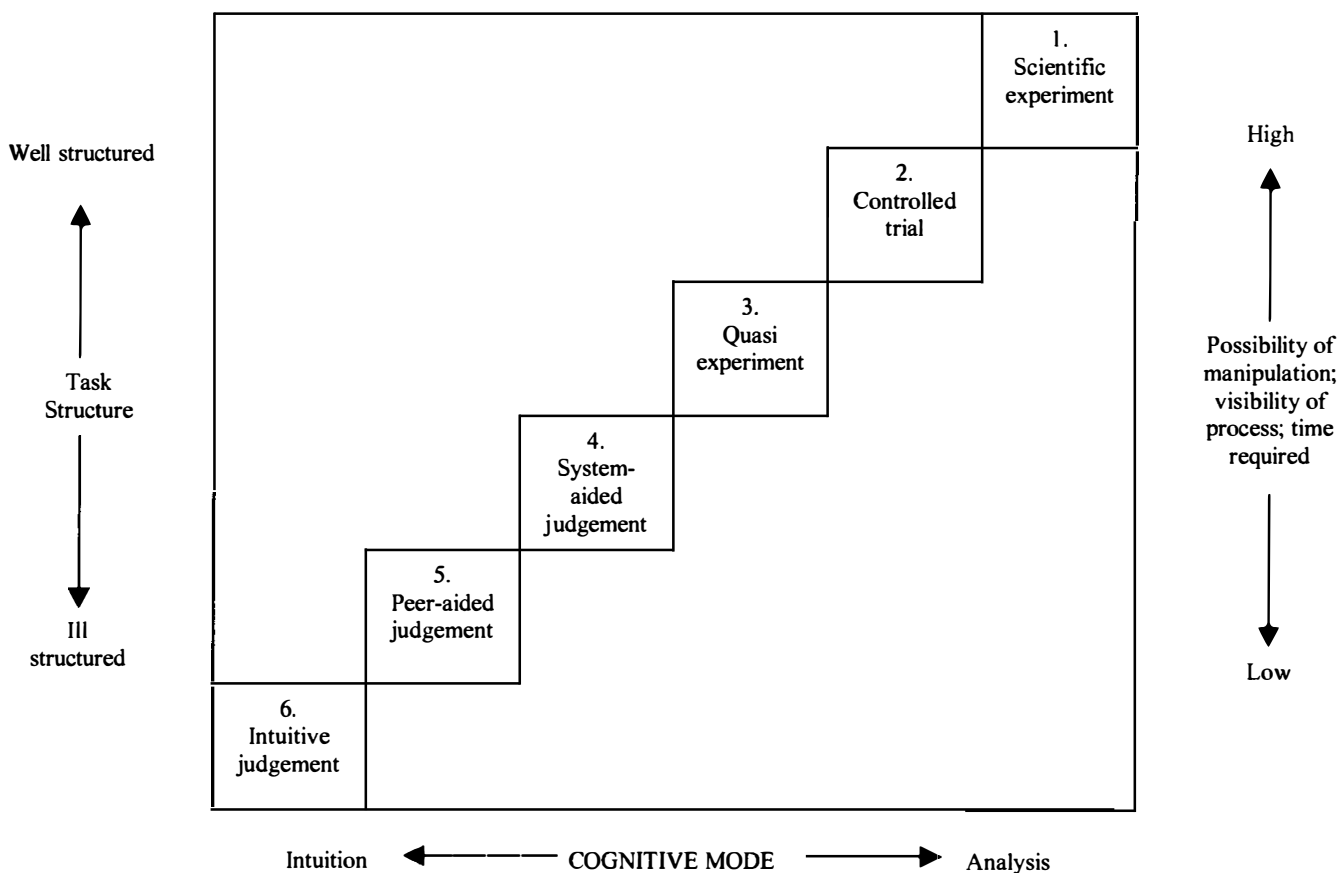 1.
Scientific
experiment
Well structured
High
2.
Controlled
trial
3.
Quasi
experiment
Task
Structure
Possibility of
manipulation;
visibility of
process; time
required
4.
System-
aided
judgement
5.
Peer-aided
judgement
Ill
structured
Low
6.
Intuitive
judgement
Intuition
COGNITIVE MODE
Analysis